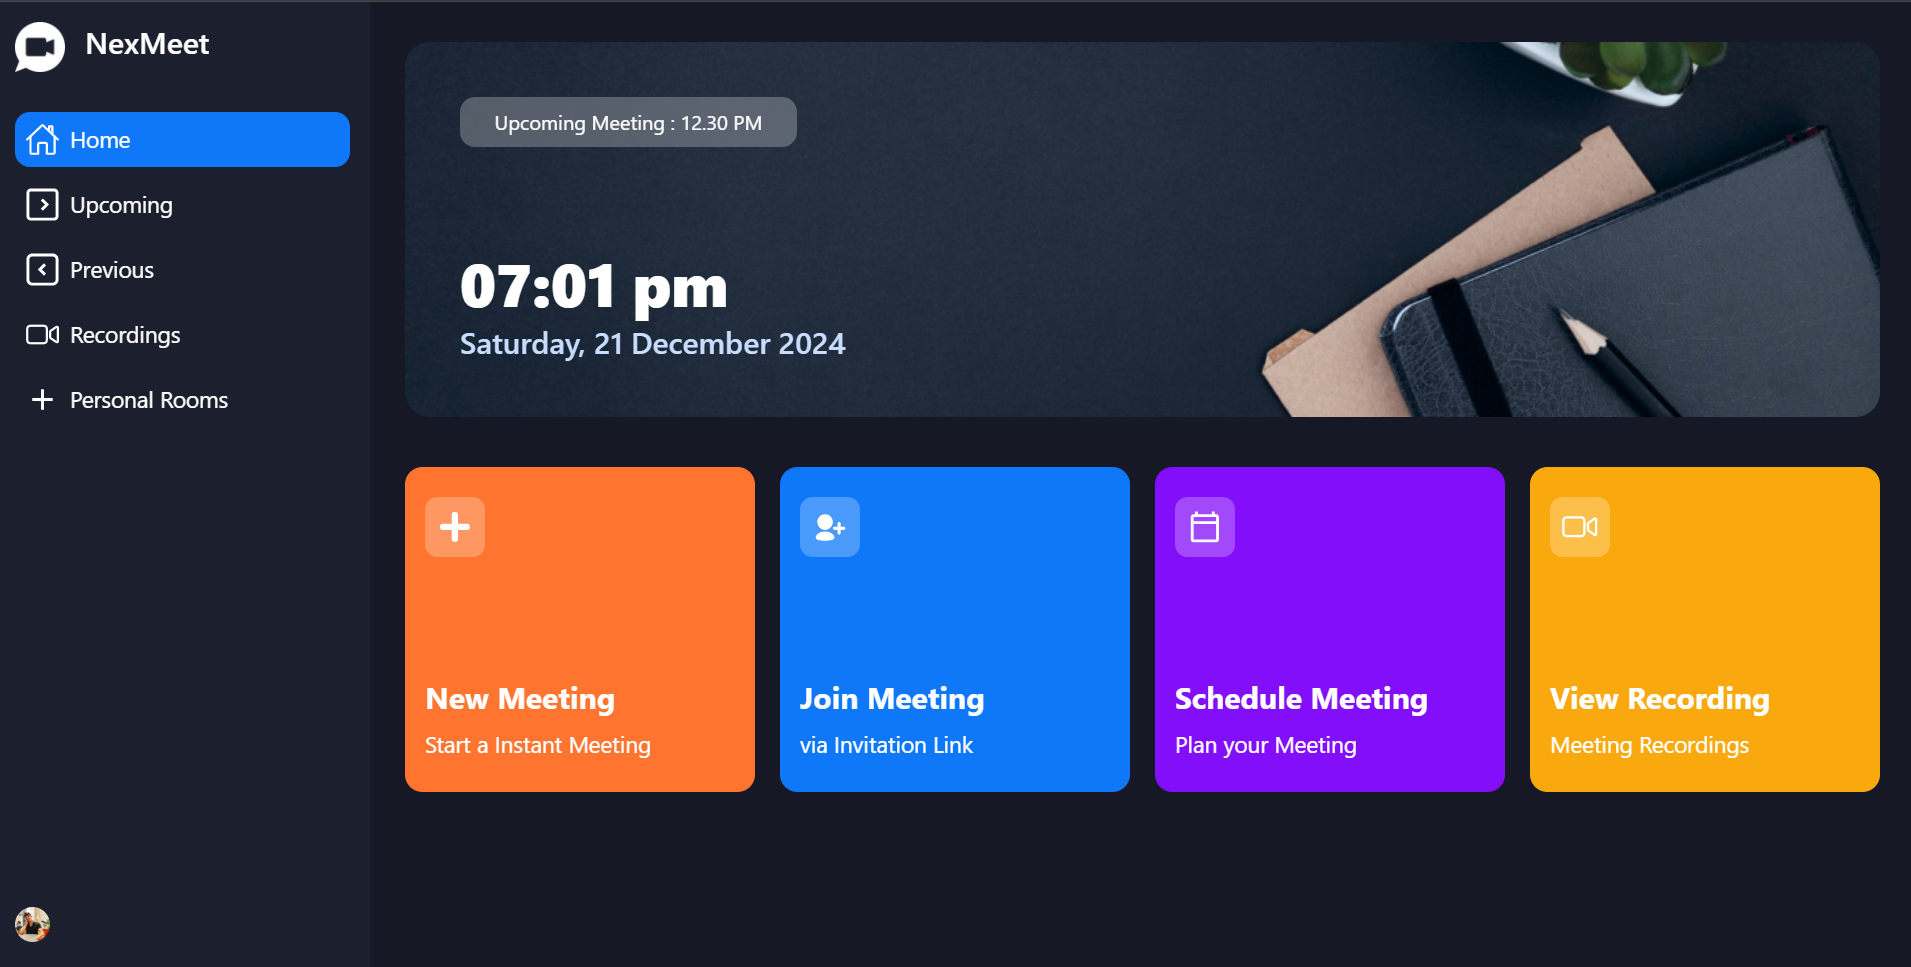 NexMeet
Home
Upcoming
Previous
Recordings
Personal Rooms
Upcoming Meeting : 12.30 PM
07:01 pm
Saturday, 21 December 2024
New Meeting
Start a Instant Meeting
Join Meeting
via Invitation Link
Schedule Meeting
Plan your Meeting
View Recording
Meeting Recordings